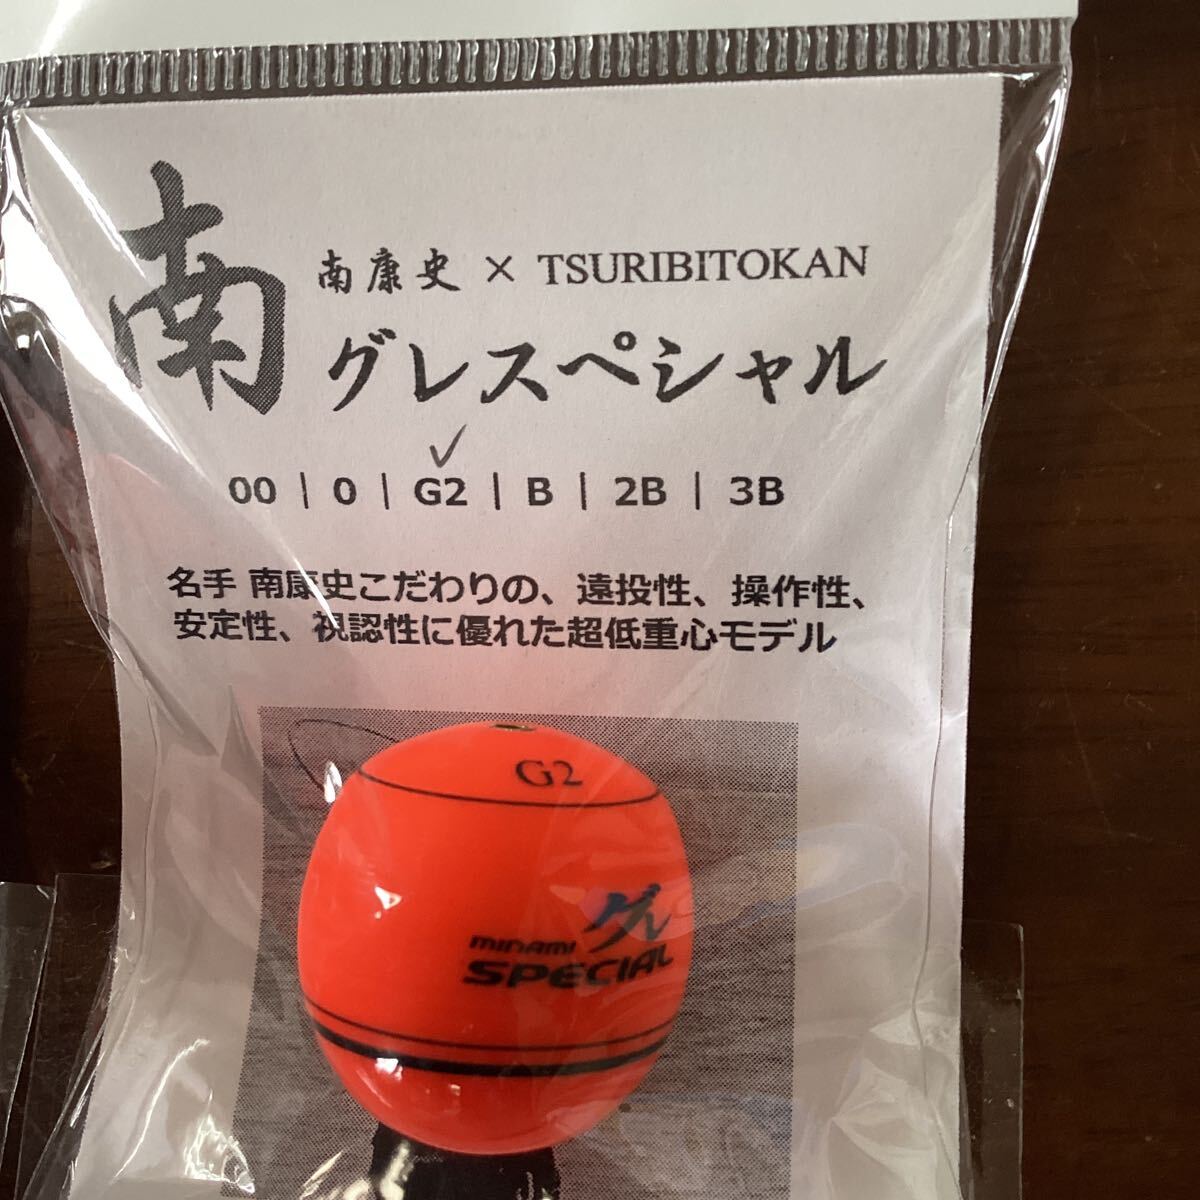 南
南康史 × TSURIBITOKAN
グレスペシャル
✓
00 | 0 | G2 | B | 2B | 3B
名手 南康史こだわりの、遠投性、操作性、
安定性、視認性に優れた超低重心モデル
G2
グレ
MINAMI
SPECIAL